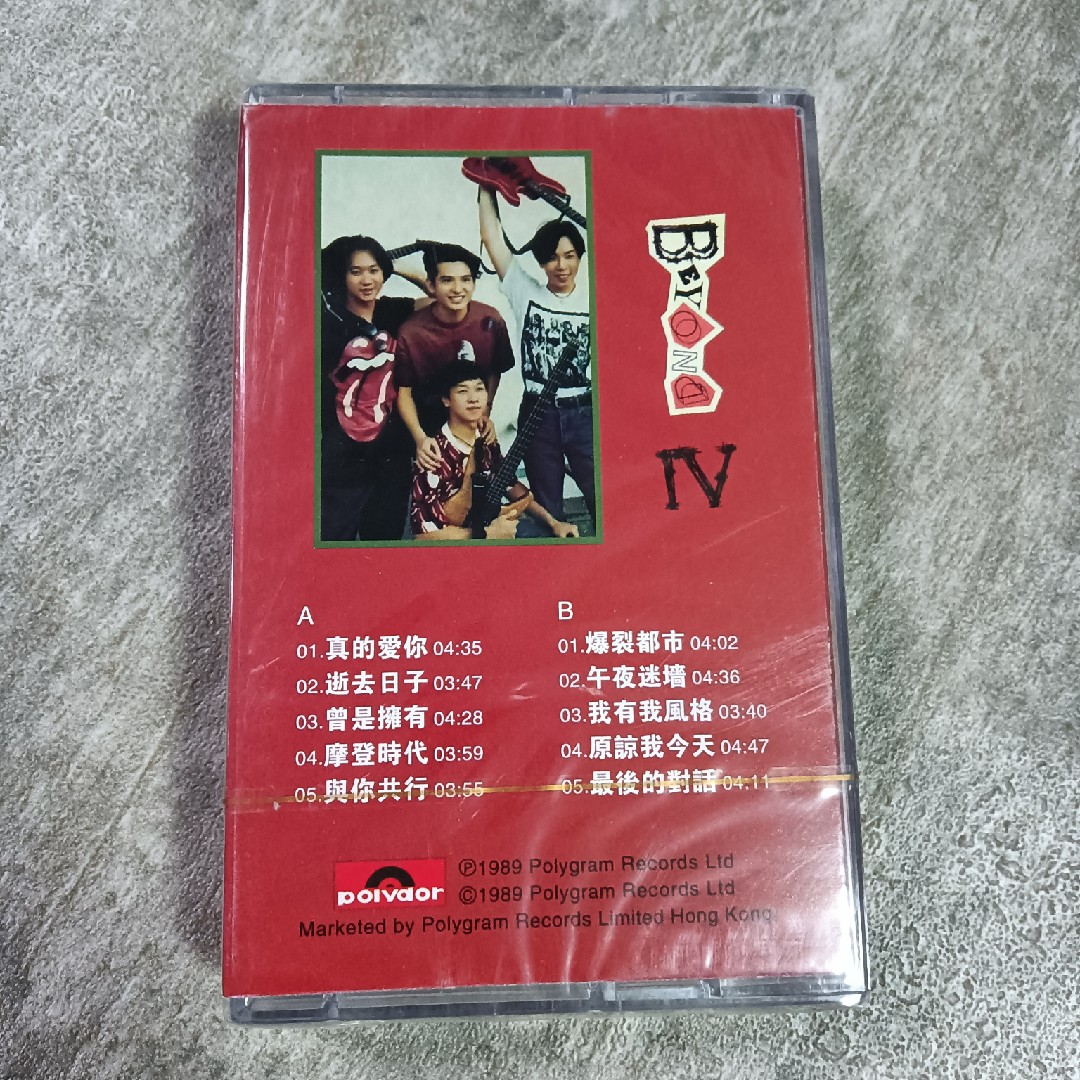 BEYOND
IV
A
01.真的愛你 04:35
02.逝去日子 03:47
03.曾是擁有 04:28
04.摩登時代 03:59
05.與你共行 03:55
B
01.爆裂都市 04:02
02.午夜迷墻 04:36
03.我有我風格 03:40
04.原諒我今天 04:47
05.最後的對話 04:11
polydor
Ⓟ1989 Polygram Records Ltd
©1989 Polygram Records Ltd
Marketed by Polygram Records Limited Hong Kong.